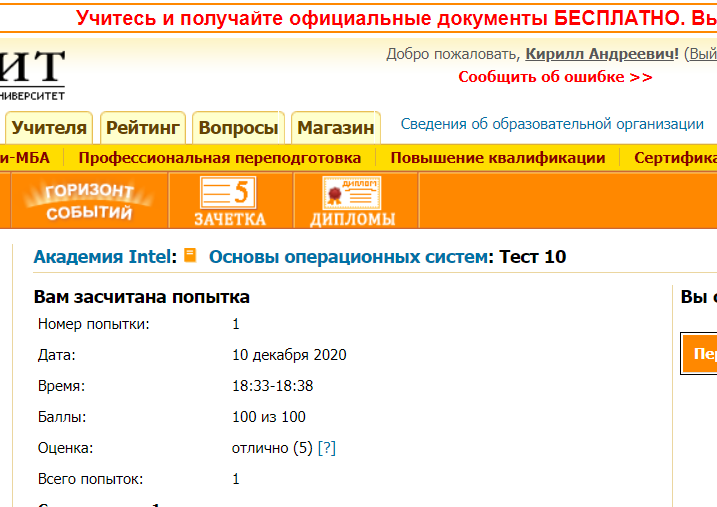 Учитесь и получайте официальные документы БЕСПЛАТНО. Вы
ИТ
НИВЕРСИТЕТ
Добро пожаловать, Кирилл Андреевич! (Вый
Сообщить об ошибке >>
Учителя Рейтинг Вопросы Магазин Сведения об образовательной организации
и-МБА Профессиональная переподготовка Повышение квалификации Сертифика
ГОРИЗОНТ СОБЫТИЙ 5 ЗАЧЕТКА ДИПЛОМ ДИПЛОМЫ
Академия Intel: Основы операционных систем: Тест 10
Вам засчитана попытка
Вы
Номер попытки: 1
Дата: 10 декабря 2020
Пе
Время: 18:33-18:38
Баллы: 100 из 100
Оценка: отлично (5) [?]
Всего попыток: 1